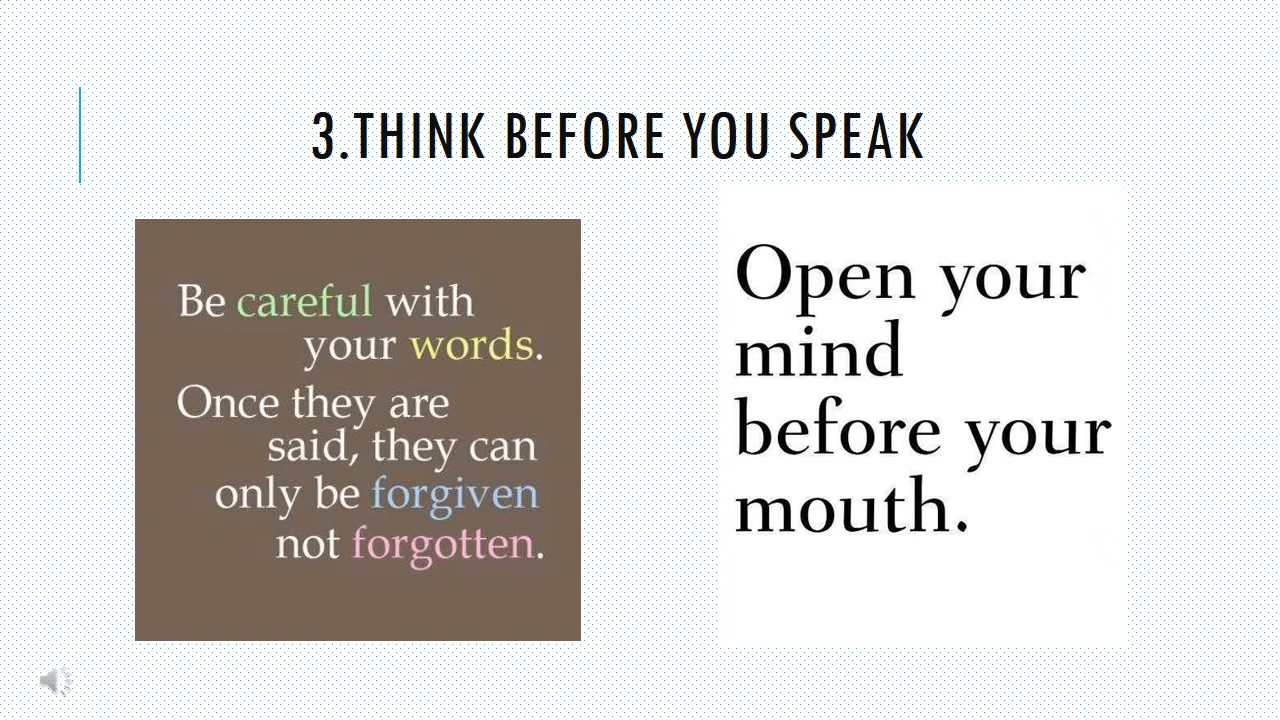 3.THINK BEFORE YOU SPEAK
Be careful with
your words.
Once they are
said, they can
only be forgiven
not forgotten.
Open your
mind
before your
mouth.